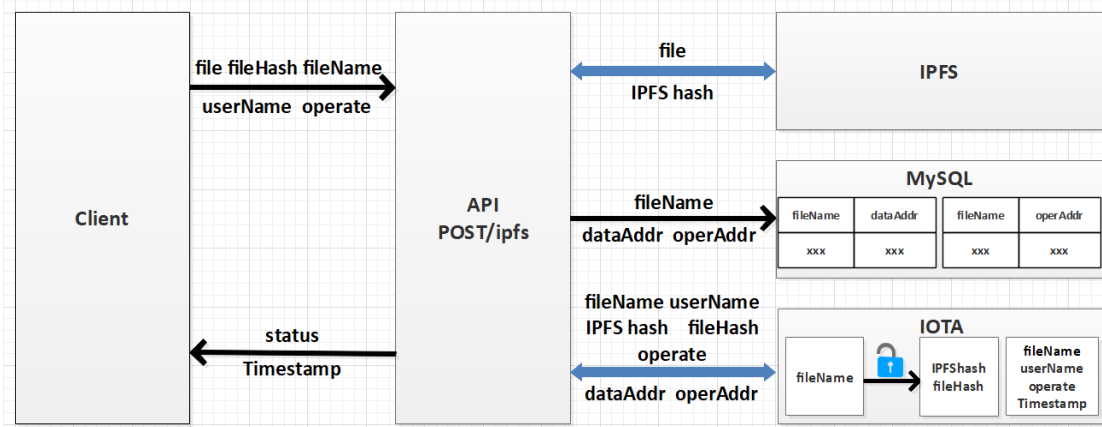 Client
file fileHash fileName
userName operate
status
Timestamp
API
POST/ipfs
file
IPFS hash
fileName
dataAddr operAddr
fileName userName
IPFS hash fileHash
operate
dataAddr operAddr
IPFS
MySQL
fileName dataAddr fileName operAddr
xxx xxx xxx xxx
IOTA
fileName
IPFShash
fileHash
fileName
userName
operate
Timestamp